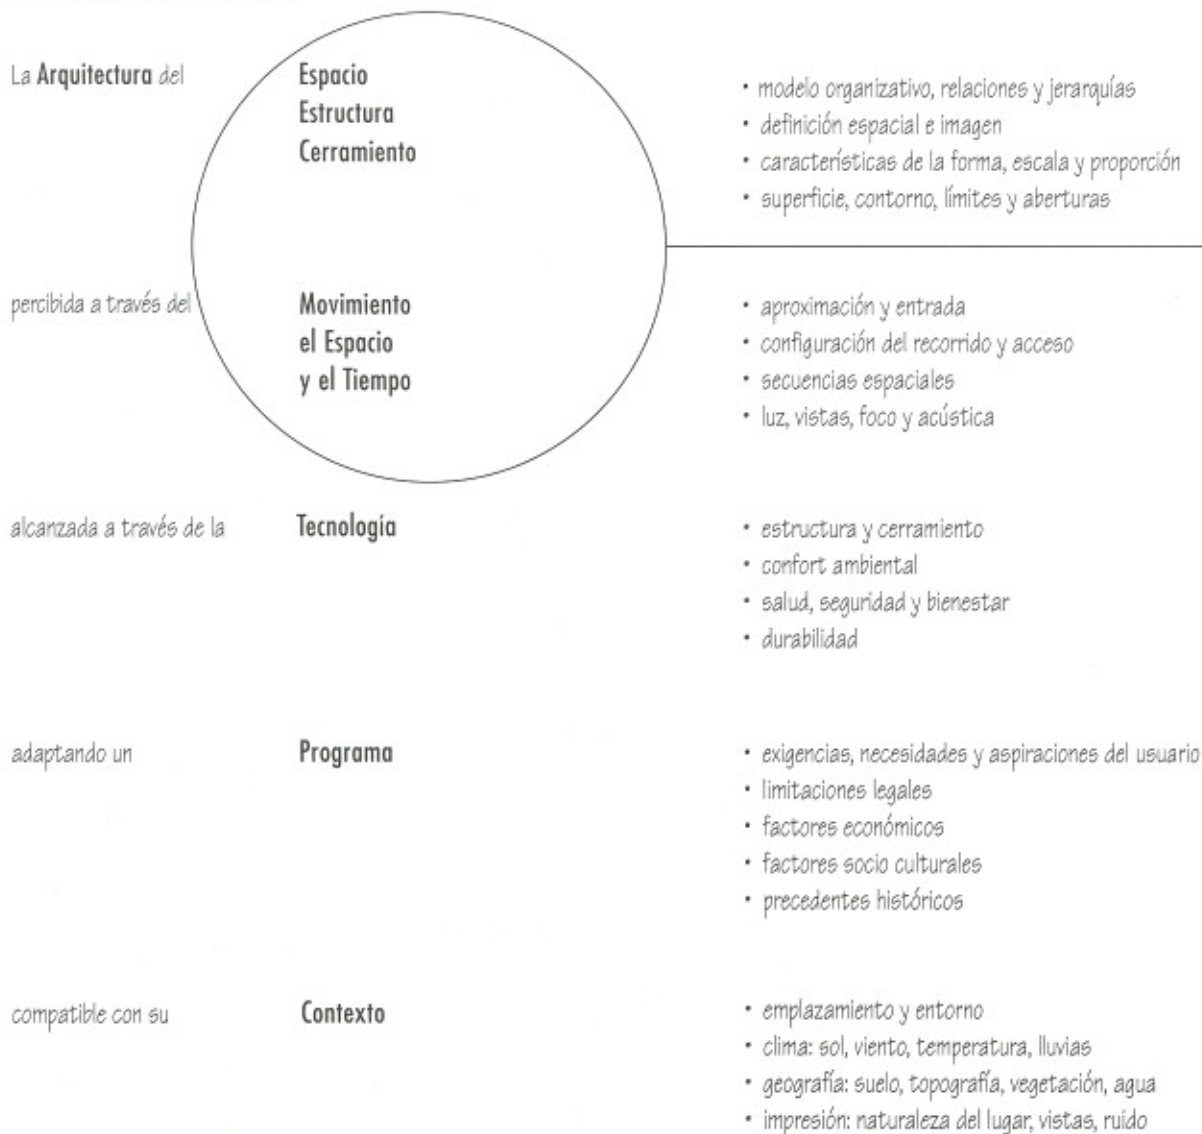 La Arquitectura del
Espacio
Estructura
Cerramiento
• modelo organizativo, relaciones y jerarquías
• definición espacial e imagen
• características de la forma, escala y proporción
• superficie, contorno, límites y aberturas
percibida a través del
Movimiento
el Espacio
y el Tiempo
• aproximación y entrada
• configuración del recorrido y acceso
• secuencias espaciales
• luz, vistas, foco y acústica
alcanzada a través de la
Tecnología
• estructura y cerramiento
• confort ambiental
• salud, seguridad y bienestar
• durabilidad
adaptando un
Programa
• exigencias, necesidades y aspiraciones del usuario
• limitaciones legales
• factores económicos
• factores socio culturales
• precedentes históricos
compatible con su
Contexto
• emplazamiento y entorno
• clima: sol, viento, temperatura, lluvias
• geografía: suelo, topografía, vegetación, agua
• impresión: naturaleza del lugar, vistas, ruido